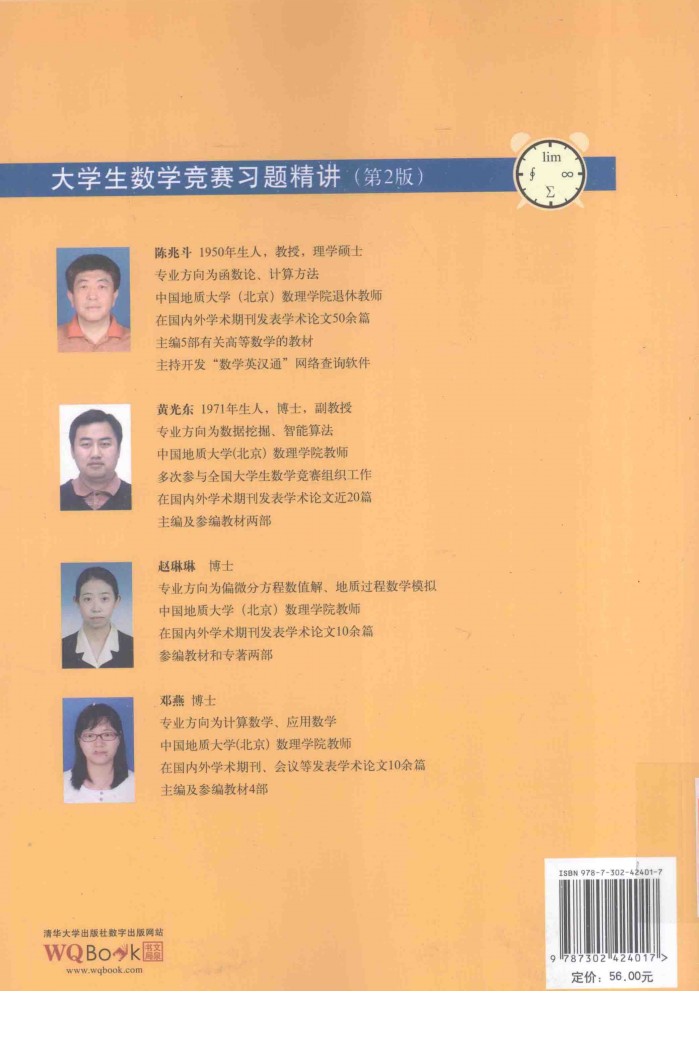 大学生数学竞赛习题精讲（第2版）
lim
∮ ∞
Σ
陈兆斗 1950年生人，教授，理学硕士
专业方向为函数论、计算方法
中国地质大学（北京）数理学院退休教师
在国内外学术期刊发表学术论文50余篇
主编5部有关高等数学的教材
主持开发“数学英汉通”网络查询软件
黄光东 1971年生人，博士，副教授
专业方向为数据挖掘、智能算法
中国地质大学(北京）数理学院教师
多次参与全国大学生数学竞赛组织工作
在国内外学术期刊发表学术论文近20篇
主编及参编教材两部
赵琳琳 博士
专业方向为偏微分方程数值解、地质过程数学模拟
中国地质大学（北京）数理学院教师
在国内外学术期刊发表学术论文10余篇
参编教材和专著两部
邓燕 博士
专业方向为计算数学、应用数学
中国地质大学(北京）数理学院教师
在国内外学术期刊、会议等发表学术论文10余篇
主编及参编教材4部
ISBN 978-7-302-42401-7
9 787302 424017 >
定价：56.00元
清华大学出版社数字出版网站
WQBook 书文局泉
www.wqbook.com